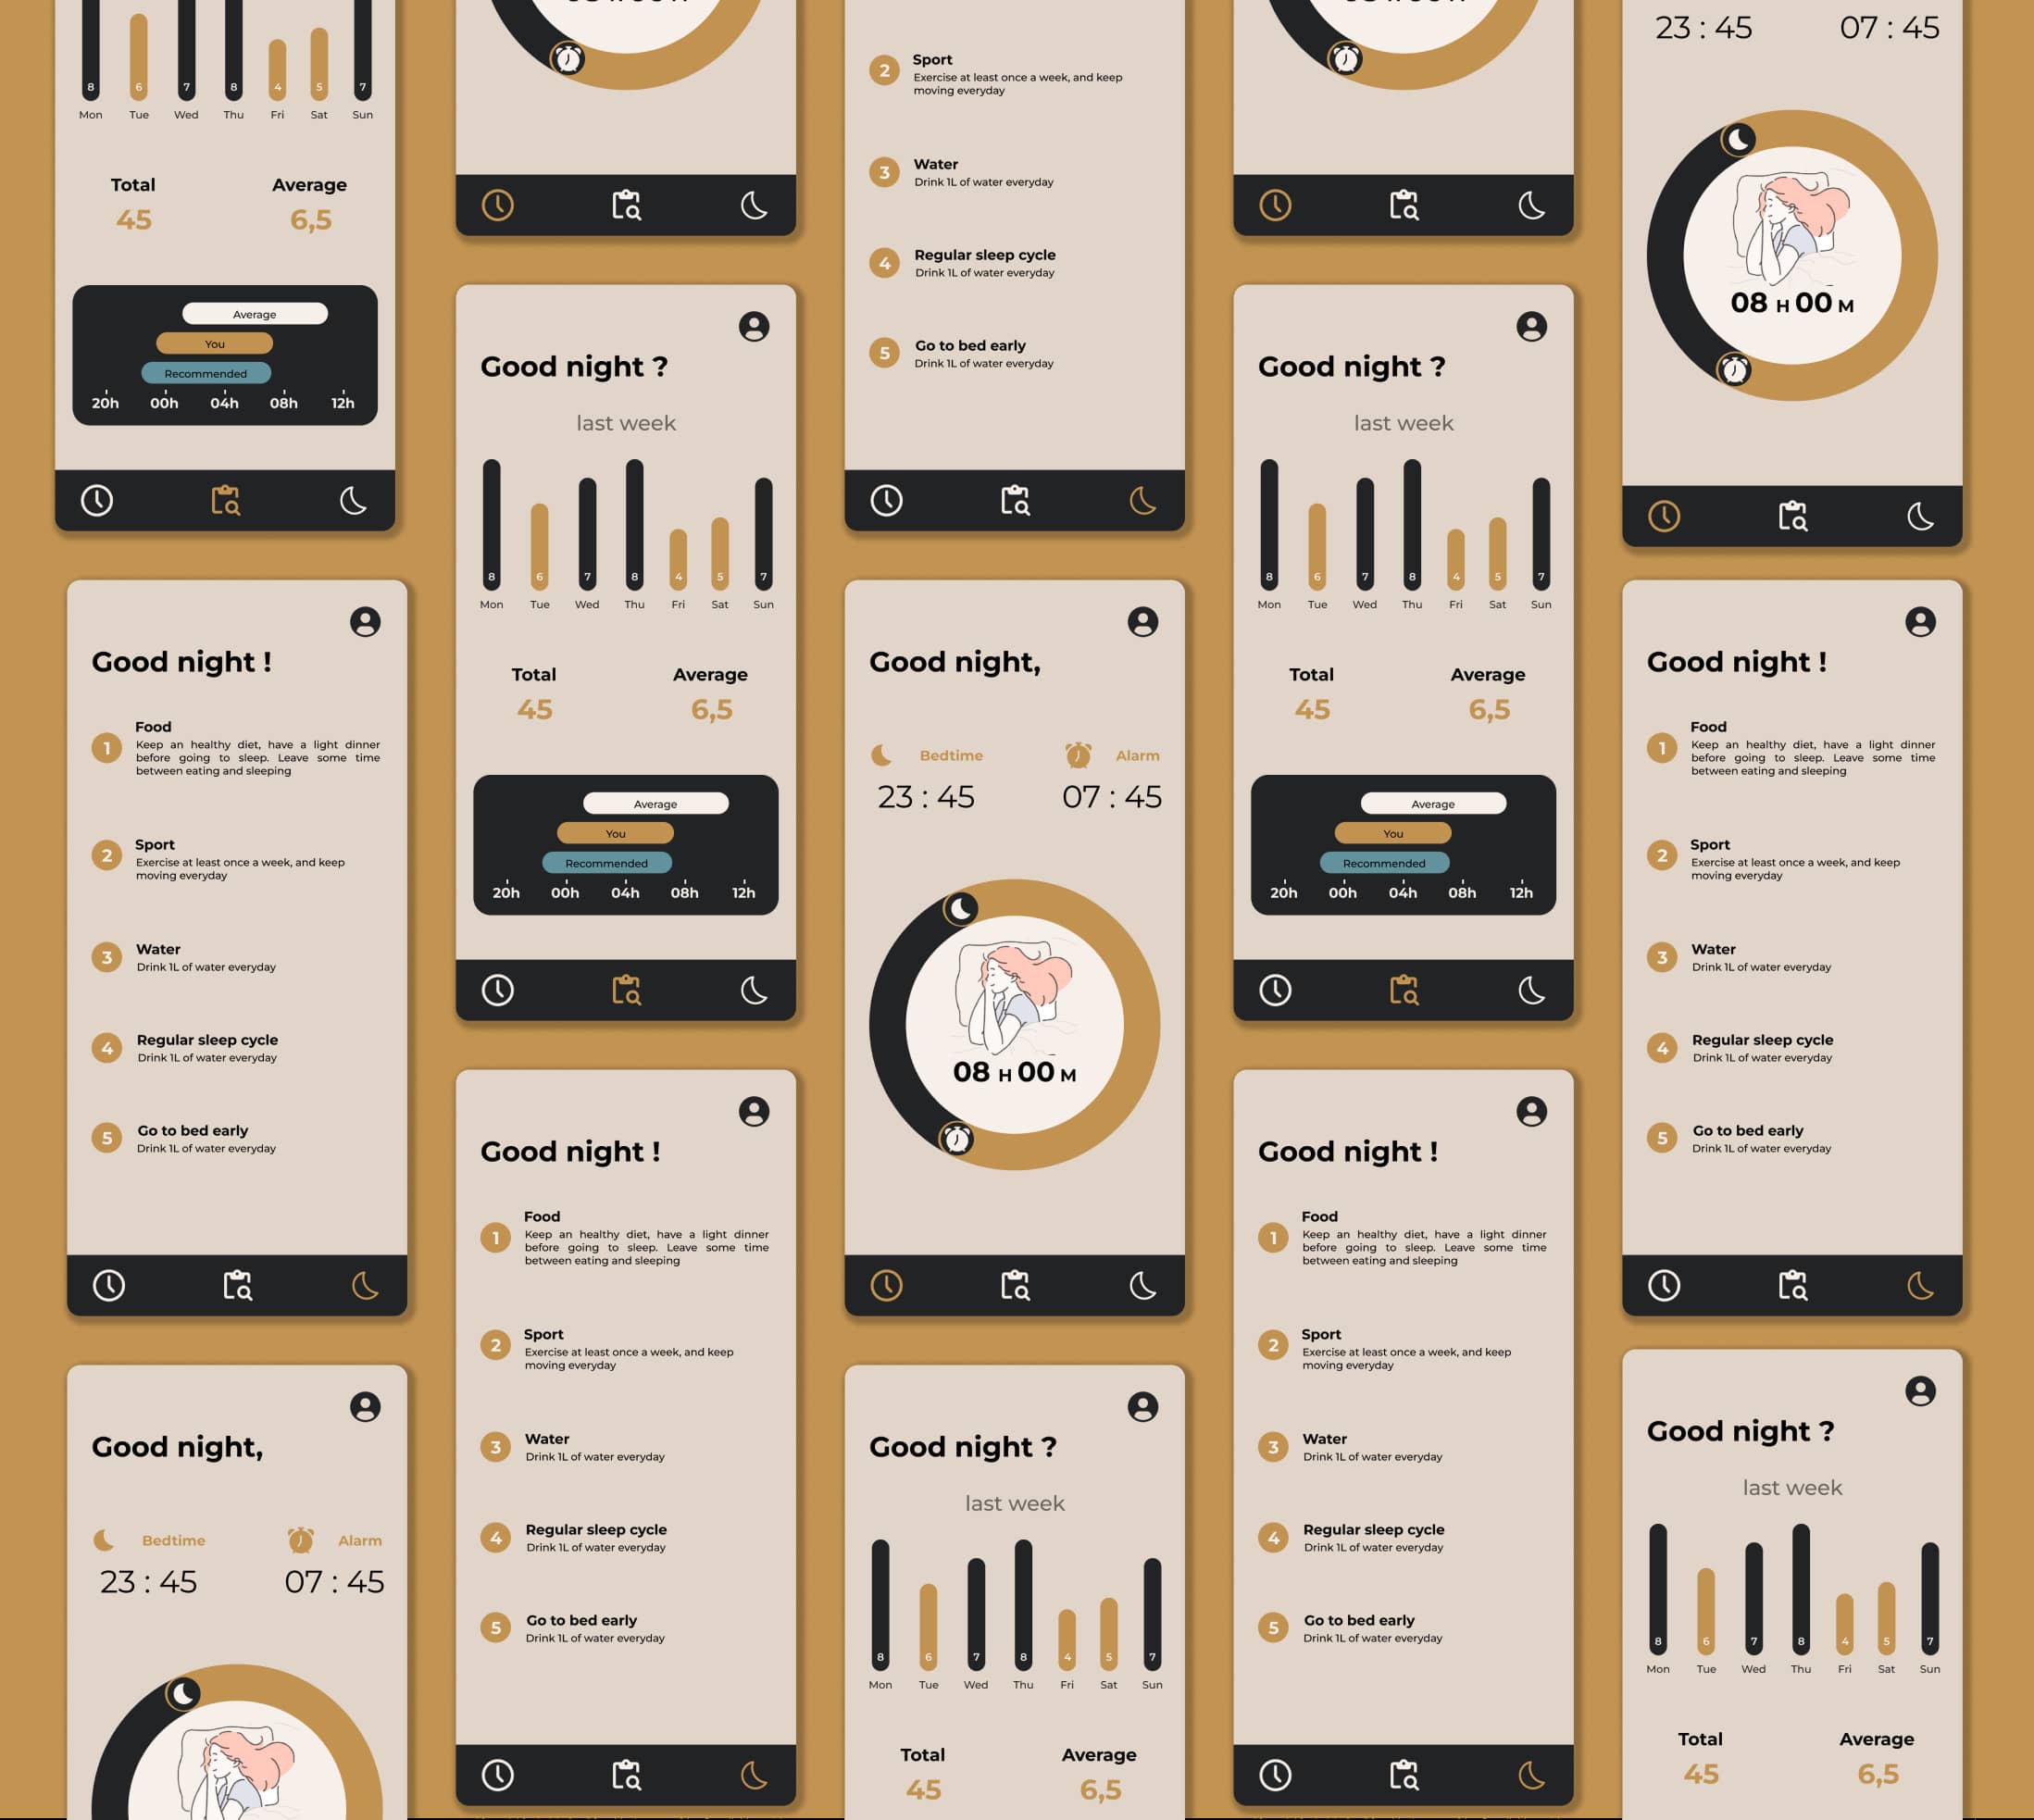 8 6 7 8 4 5 7
Mon Tue Wed Thu Fri Sat Sun
Total Average
45 6,5
Average
You
Recommended
20h 00h 04h 08h 12h
Good night !
1 Food
Keep an healthy diet, have a light dinner
before going to sleep. Leave some time
between eating and sleeping
2 Sport
Exercise at least once a week, and keep
moving everyday
3 Water
Drink 1L of water everyday
4 Regular sleep cycle
Drink 1L of water everyday
5 Go to bed early
Drink 1L of water everyday
Good night,
Bedtime Alarm
23 : 45 07 : 45
Good night ?
last week
8 6 7 8 4 5 7
Mon Tue Wed Thu Fri Sat Sun
Total Average
45 6,5
Average
You
Recommended
20h 00h 04h 08h 12h
Good night !
1 Food
Keep an healthy diet, have a light dinner
before going to sleep. Leave some time
between eating and sleeping
2 Sport
Exercise at least once a week, and keep
moving everyday
3 Water
Drink 1L of water everyday
4 Regular sleep cycle
Drink 1L of water everyday
5 Go to bed early
Drink 1L of water everyday
2 Sport
Exercise at least once a week, and keep
moving everyday
3 Water
Drink 1L of water everyday
4 Regular sleep cycle
Drink 1L of water everyday
5 Go to bed early
Drink 1L of water everyday
Good night,
Bedtime Alarm
23 : 45 07 : 45
08 H 00 M
Good night ?
last week
8 6 7 8 4 5 7
Mon Tue Wed Thu Fri Sat Sun
Total Average
45 6,5
Good night ?
last week
8 6 7 8 4 5 7
Mon Tue Wed Thu Fri Sat Sun
Total Average
45 6,5
Average
You
Recommended
20h 00h 04h 08h 12h
Good night !
1 Food
Keep an healthy diet, have a light dinner
before going to sleep. Leave some time
between eating and sleeping
2 Sport
Exercise at least once a week, and keep
moving everyday
3 Water
Drink 1L of water everyday
4 Regular sleep cycle
Drink 1L of water everyday
5 Go to bed early
Drink 1L of water everyday
23 : 45 07 : 45
08 H 00 M
Good night !
1 Food
Keep an healthy diet, have a light dinner
before going to sleep. Leave some time
between eating and sleeping
2 Sport
Exercise at least once a week, and keep
moving everyday
3 Water
Drink 1L of water everyday
4 Regular sleep cycle
Drink 1L of water everyday
5 Go to bed early
Drink 1L of water everyday
Good night ?
last week
8 6 7 8 4 5 7
Mon Tue Wed Thu Fri Sat Sun
Total Average
45 6,5